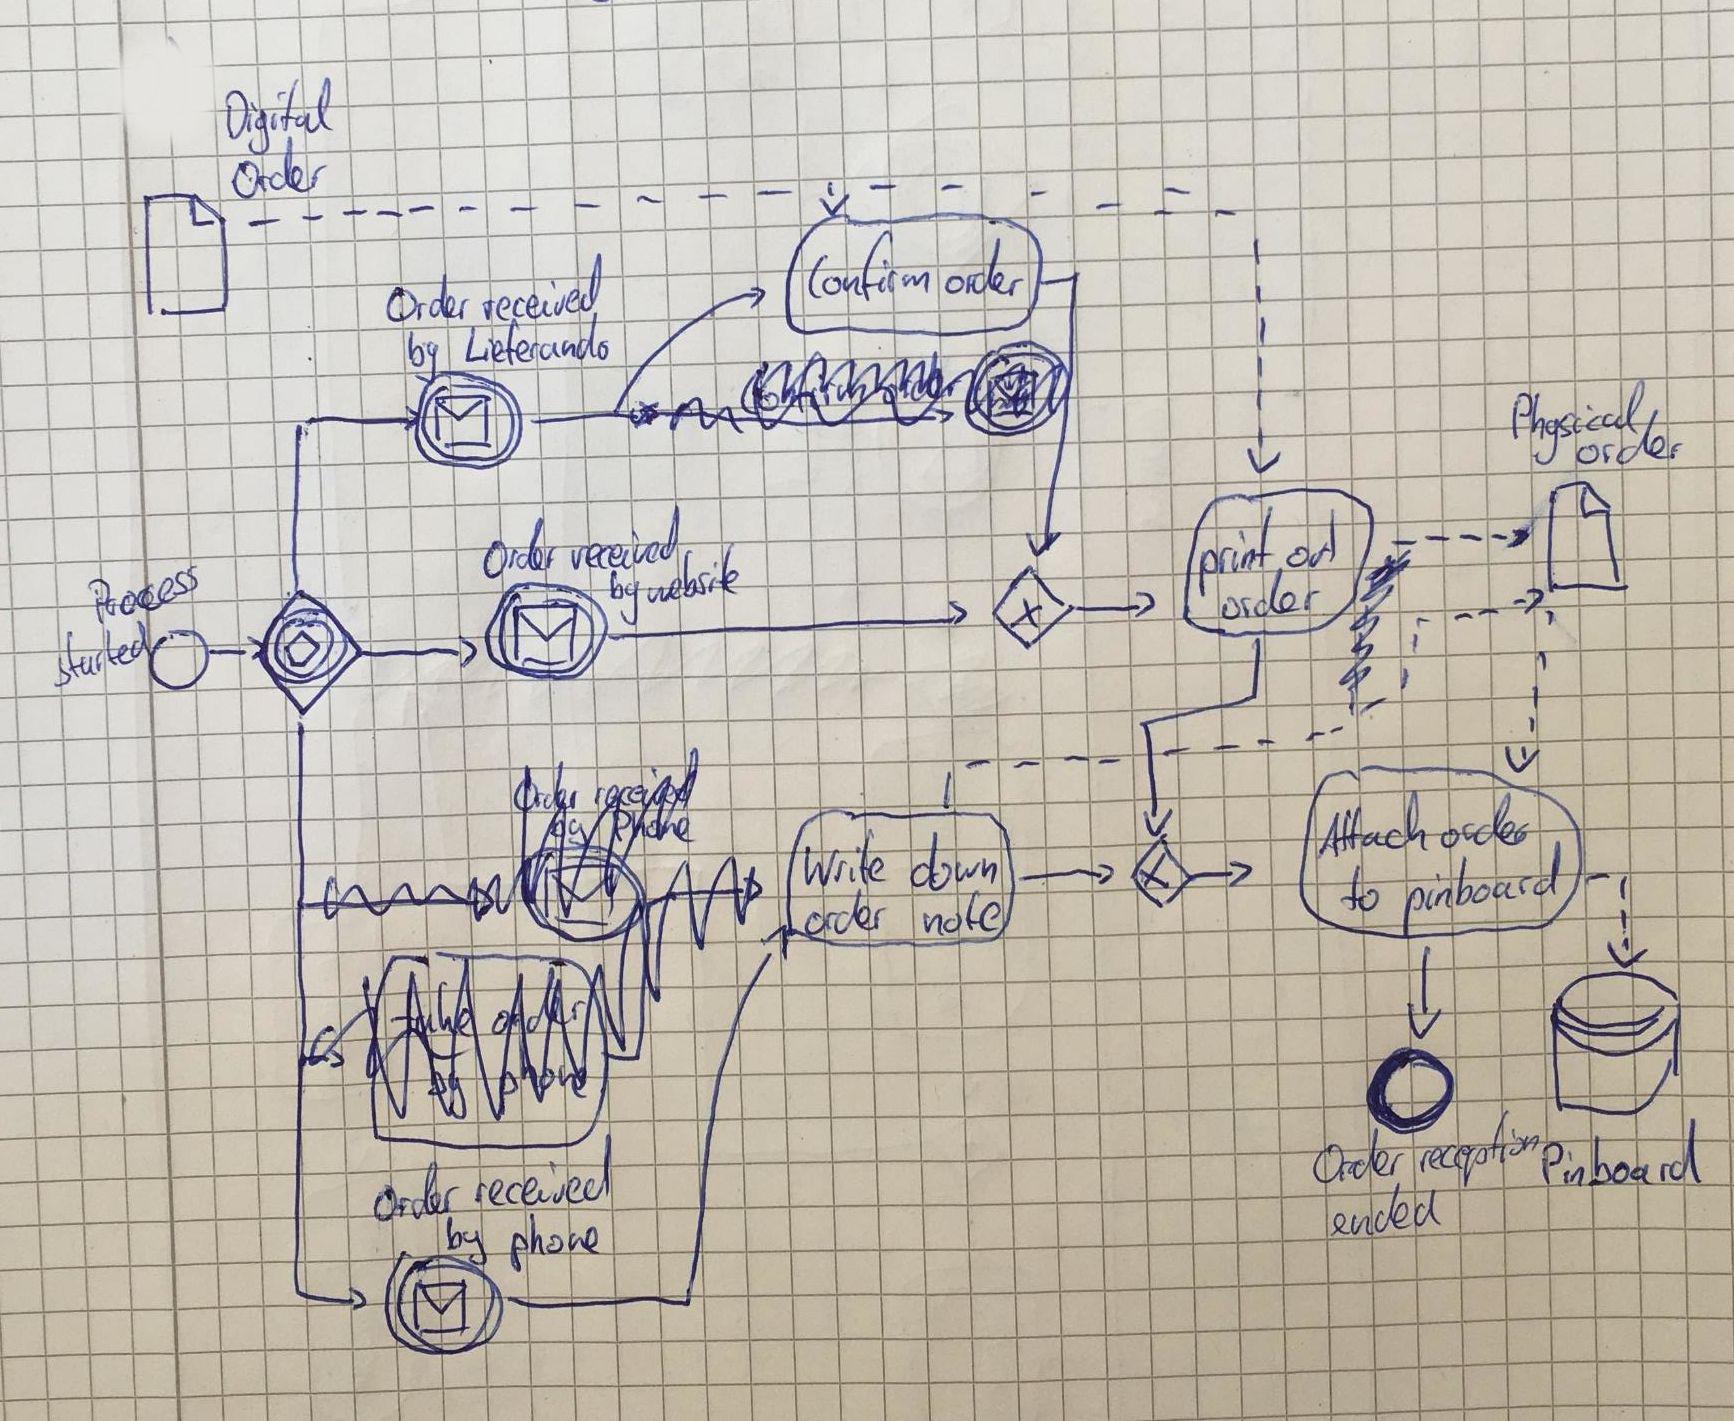 Digital
Order
Confirm order
Order received
by Lieferando
Physical
order
print out
order
Order received
by website
Process
started
Order received
by Phone
Write down
order note
Attach order
to pinboard
take order
by phone
Order received
by phone
Order reception
ended
Pinboard